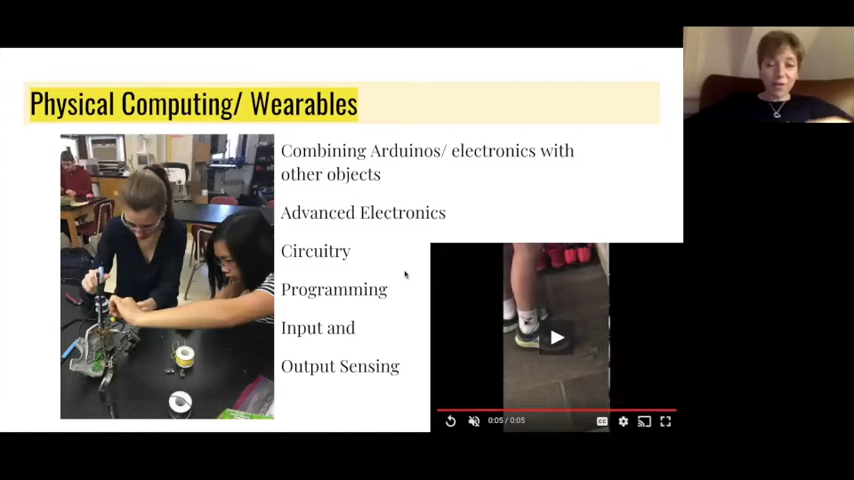 Physical Computing/ Wearables
Combining Arduinos/ electronics with
other objects
Advanced Electronics
Circuitry
Programming
Input and
Output Sensing
0:05 / 0:05
CC